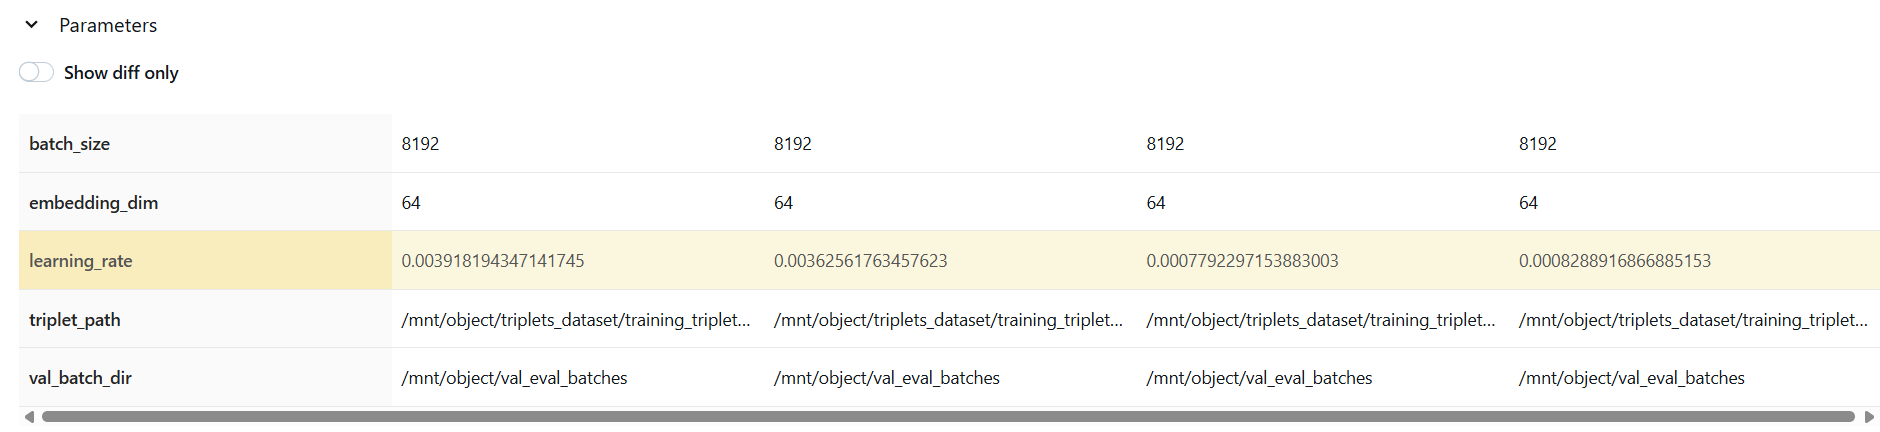 Parameters
Show diff only
batch_size 8192 8192 8192 8192
embedding_dim 64 64 64 64
learning_rate 0.003918194347141745 0.00362561763457623 0.0007792297153883003 0.0008288916866885153
triplet_path /mnt/object/triplets_dataset/training_triplet... /mnt/object/triplets_dataset/training_triplet... /mnt/object/triplets_dataset/training_triplet... /mnt/object/triplets_dataset/training_triplet...
val_batch_dir /mnt/object/val_eval_batches /mnt/object/val_eval_batches /mnt/object/val_eval_batches /mnt/object/val_eval_batches